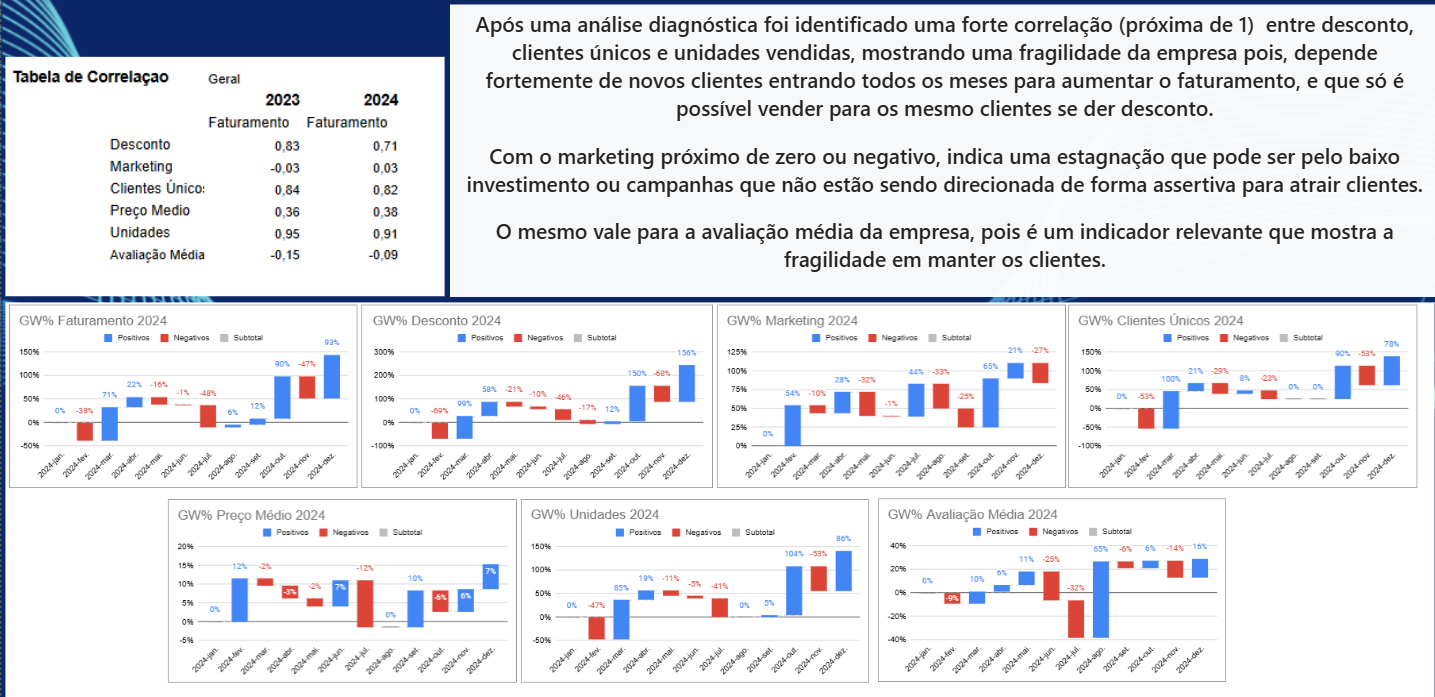 Após uma análise diagnóstica foi identificado uma forte correlação (próxima de 1) entre desconto,
clientes únicos e unidades vendidas, mostrando uma fragilidade da empresa pois, depende
fortemente de novos clientes entrando todos os meses para aumentar o faturamento, e que só é
possível vender para os mesmo clientes se der desconto.
Com o marketing próximo de zero ou negativo, indica uma estagnação que pode ser pelo baixo
investimento ou campanhas que não estão sendo direcionada de forma assertiva para atrair clientes.
O mesmo vale para a avaliação média da empresa, pois é um indicador relevante que mostra a
fragilidade em manter os clientes.
Tabela de Correlaçao Geral
2023 2024
Faturamento Faturamento
Desconto 0,83 0,71
Marketing -0,03 0,03
Clientes Único: 0,84 0,82
Preço Medio 0,36 0,38
Unidades 0,95 0,91
Avaliação Média -0,15 -0,09
GW% Faturamento 2024
Positivos Negativos Subtotal
150%
100%
50%
0%
-50%
0% -38% 71% 22% -16% -1% -48% 6% 12% 90% -47% 93%
2024-jan. 2024-fev. 2024-mar. 2024-abr. 2024-mai. 2024-jun. 2024-jul. 2024-ago. 2024-set. 2024-out. 2024-nov. 2024-dez.
GW% Desconto 2024
Positivos Negativos Subtotal
300%
200%
100%
0%
-100%
0% -69% 99% 58% -21% -10% -46% -17% 12% 150% -68% 156%
2024-jan. 2024-fev. 2024-mar. 2024-abr. 2024-mai. 2024-jun. 2024-jul. 2024-ago. 2024-set. 2024-out. 2024-nov. 2024-dez.
GW% Marketing 2024
Positivos Negativos Subtotal
125%
100%
75%
50%
25%
0%
0% 54% -10% 28% -32% -1% 44% -33% -25% 65% 21% -27%
2024-jan. 2024-fev. 2024-mar. 2024-abr. 2024-mai. 2024-jun. 2024-jul. 2024-ago. 2024-set. 2024-out. 2024-nov. 2024-dez.
GW% Clientes Únicos 2024
Positivos Negativos Subtotal
150%
100%
50%
0%
-50%
-100%
0% -53% 100% 21% -29% 8% -23% 0% 0% 90% -53% 78%
2024-jan. 2024-fev. 2024-mar. 2024-abr. 2024-mai. 2024-jun. 2024-jul. 2024-ago. 2024-set. 2024-out. 2024-nov. 2024-dez.
GW% Preço Médio 2024
Positivos Negativos Subtotal
20%
15%
10%
5%
0%
-5%
0% 12% -2% -3% -2% 7% -12% 0% 10% -6% 6% 7%
2024-jan. 2024-fev. 2024-mar. 2024-abr. 2024-mai. 2024-jun. 2024-jul. 2024-ago. 2024-set. 2024-out. 2024-nov. 2024-dez.
GW% Unidades 2024
Positivos Negativos Subtotal
150%
100%
50%
0%
-50%
0% -47% 85% 19% -11% -5% -41% 0% 5% 104% -53% 86%
2024-jan. 2024-fev. 2024-mar. 2024-abr. 2024-mai. 2024-jun. 2024-jul. 2024-ago. 2024-set. 2024-out. 2024-nov. 2024-dez.
GW% Avaliação Média 2024
Positivos Negativos Subtotal
40%
20%
0%
-20%
-40%
0% -9% 10% 6% 11% -25% -32% 65% -6% 6% -14% 16%
2024-jan. 2024-fev. 2024-mar. 2024-abr. 2024-mai. 2024-jun. 2024-jul. 2024-ago. 2024-set. 2024-out. 2024-nov. 2024-dez.